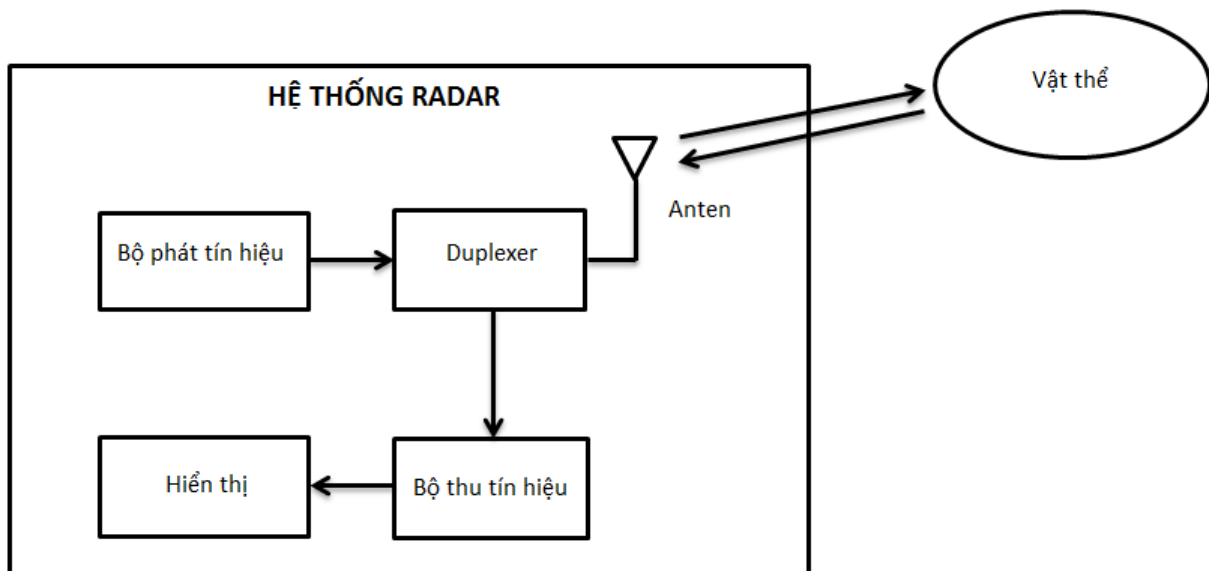 Vật thể
HỆ THỐNG RADAR
Anten
Bộ phát tín hiệu
Duplexer
Hiển thị
Bộ thu tín hiệu